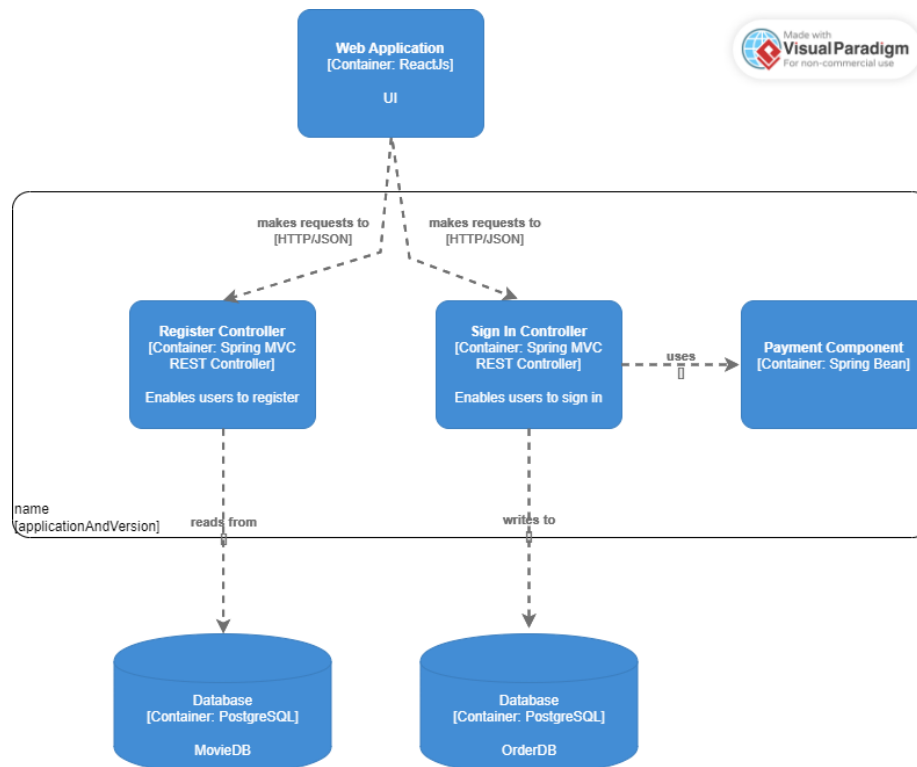 Web Application
[Container: ReactJs]
UI
Made with
VisualParadigm
For non-commercial use
makes requests to
[HTTP/JSON]
makes requests to
[HTTP/JSON]
Register Controller
[Container: Spring MVC
REST Controller]
Enables users to register
Sign In Controller
[Container: Spring MVC
REST Controller]
Enables users to sign in
uses
[]
Payment Component
[Container: Spring Bean]
name
[applicationAndVersion]
reads from
[]
writes to
[]
Database
[Container: PostgreSQL]
MovieDB
Database
[Container: PostgreSQL]
OrderDB